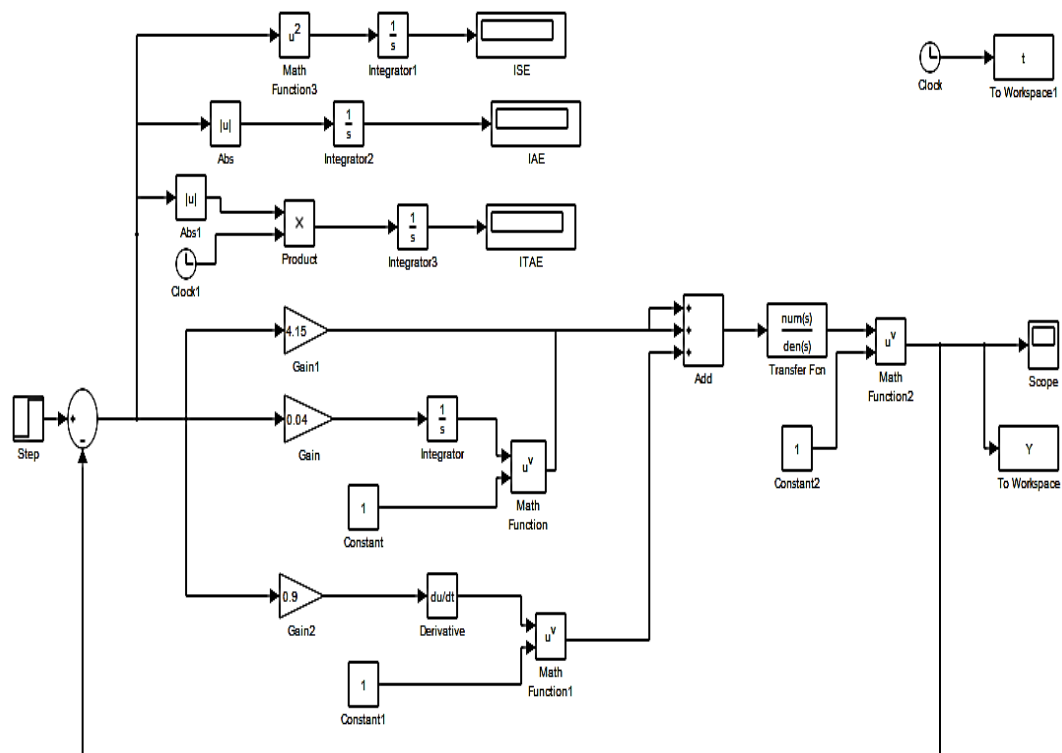 u²
Math
Function3
1
s
Integrator1
ISE
Clock
t
To Workspace1
|u|
Abs
1
s
Integrator2
IAE
|u|
Abs1
Clock1
×
Product
1
s
Integrator3
ITAE
4.15
Gain1
+
+
+
Add
num(s)
den(s)
Transfer Fcn
uᵛ
Math
Function2
Scope
Step
+
-
0.04
Gain
1
s
Integrator
uᵛ
Math
Function
1
Constant
1
Constant2
Y
To Workspace
0.9
Gain2
du/dt
Derivative
uᵛ
Math
Function1
1
Constant1